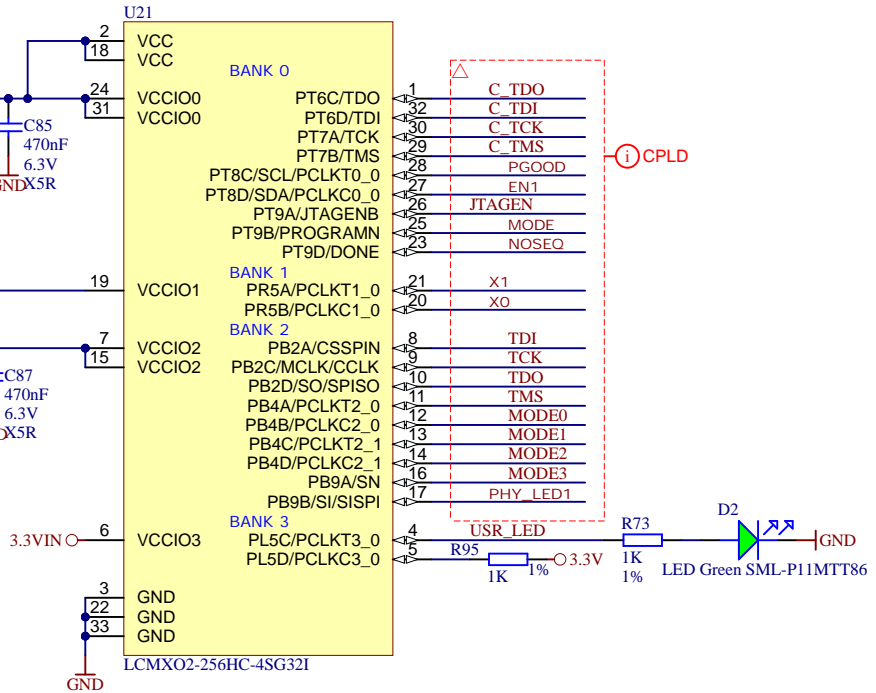 U21
2 VCC
18 VCC
BANK 0
24 VCCIO0 PT6C/TDO 1 C_TDO
31 VCCIO0 PT6D/TDI 32 C_TDI
C85 PT7A/TCK 30 C_TCK
470nF PT7B/TMS 29 C_TMS
i CPLD
6.3V PT8C/SCL/PCLKT0_0 28 PGOOD
GND X5R PT8D/SDA/PCLKC0_0 27 EN1
PT9A/JTAGENB 26 JTAGEN
PT9B/PROGRAMN 25 MODE
PT9D/DONE 23 NOSEQ
BANK 1
19 VCCIO1 PR5A/PCLKT1_0 21 X1
PR5B/PCLKC1_0 20 X0
BANK 2
7 VCCIO2 PB2A/CSSPIN 8 TDI
15 VCCIO2 PB2C/MCLK/CCLK 9 TCK
C87 PB2D/SO/SPISO 10 TDO
470nF PB4A/PCLKT2_0 11 TMS
6.3V PB4B/PCLKC2_0 12 MODE0
X5R PB4C/PCLKT2_1 13 MODE1
PB4D/PCLKC2_1 14 MODE2
PB9A/SN 16 MODE3
PB9B/SI/SISPI 17 PHY_LED1
BANK 3
3.3VIN 6 VCCIO3 PL5C/PCLKT3_0 4 USR_LED R73 D2 GND
PL5D/PCLKC3_0 5 R95 1K 1% 3.3V 1K LED Green SML-P11MTT86
1%
3 GND
22 GND
33 GND
LCMXO2-256HC-4SG32I
GND